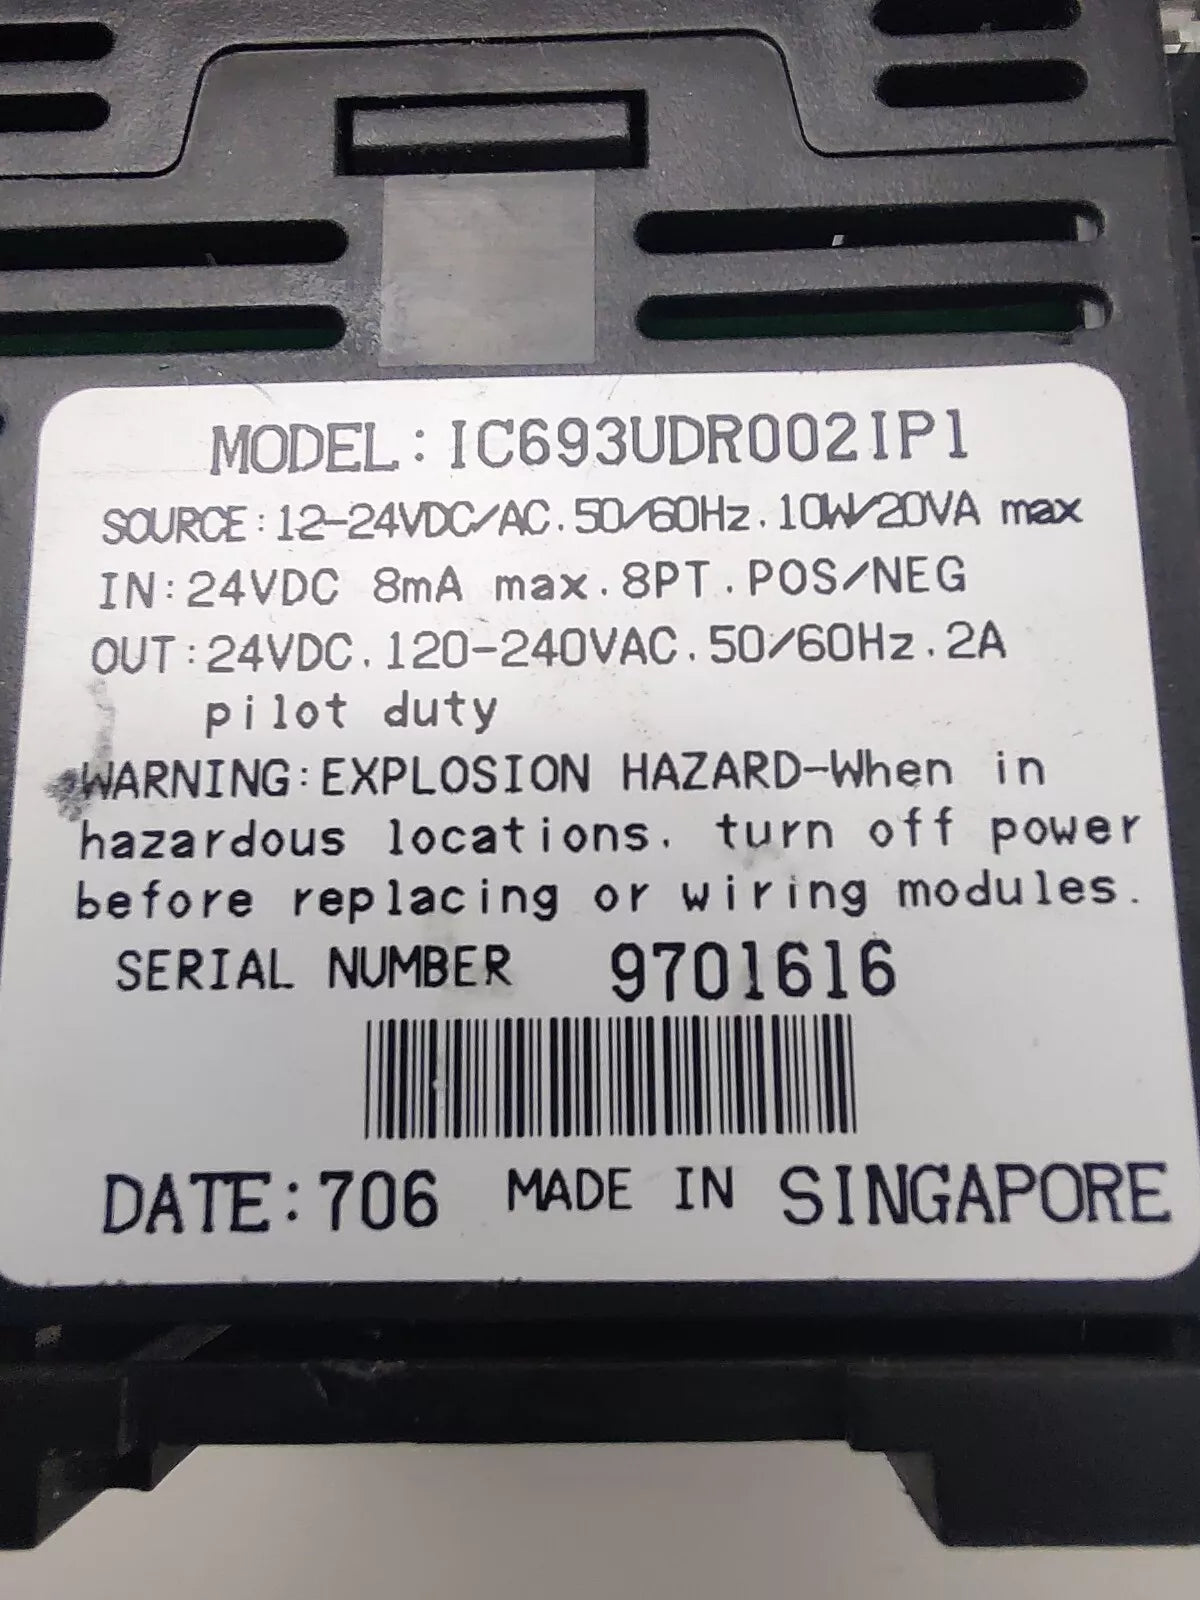 MODEL: IC693UDR002IP1
SOURCE: 12-24VDC/AC. 50/60Hz. 10W/20VA max
IN: 24VDC 8mA max. 8PT. POS/NEG
OUT: 24VDC. 120-240VAC. 50/60Hz. 2A
pilot duty
WARNING: EXPLOSION HAZARD-When in
hazardous locations. turn off power
before replacing or wiring modules.
SERIAL NUMBER 9701616
DATE: 706 MADE IN SINGAPORE